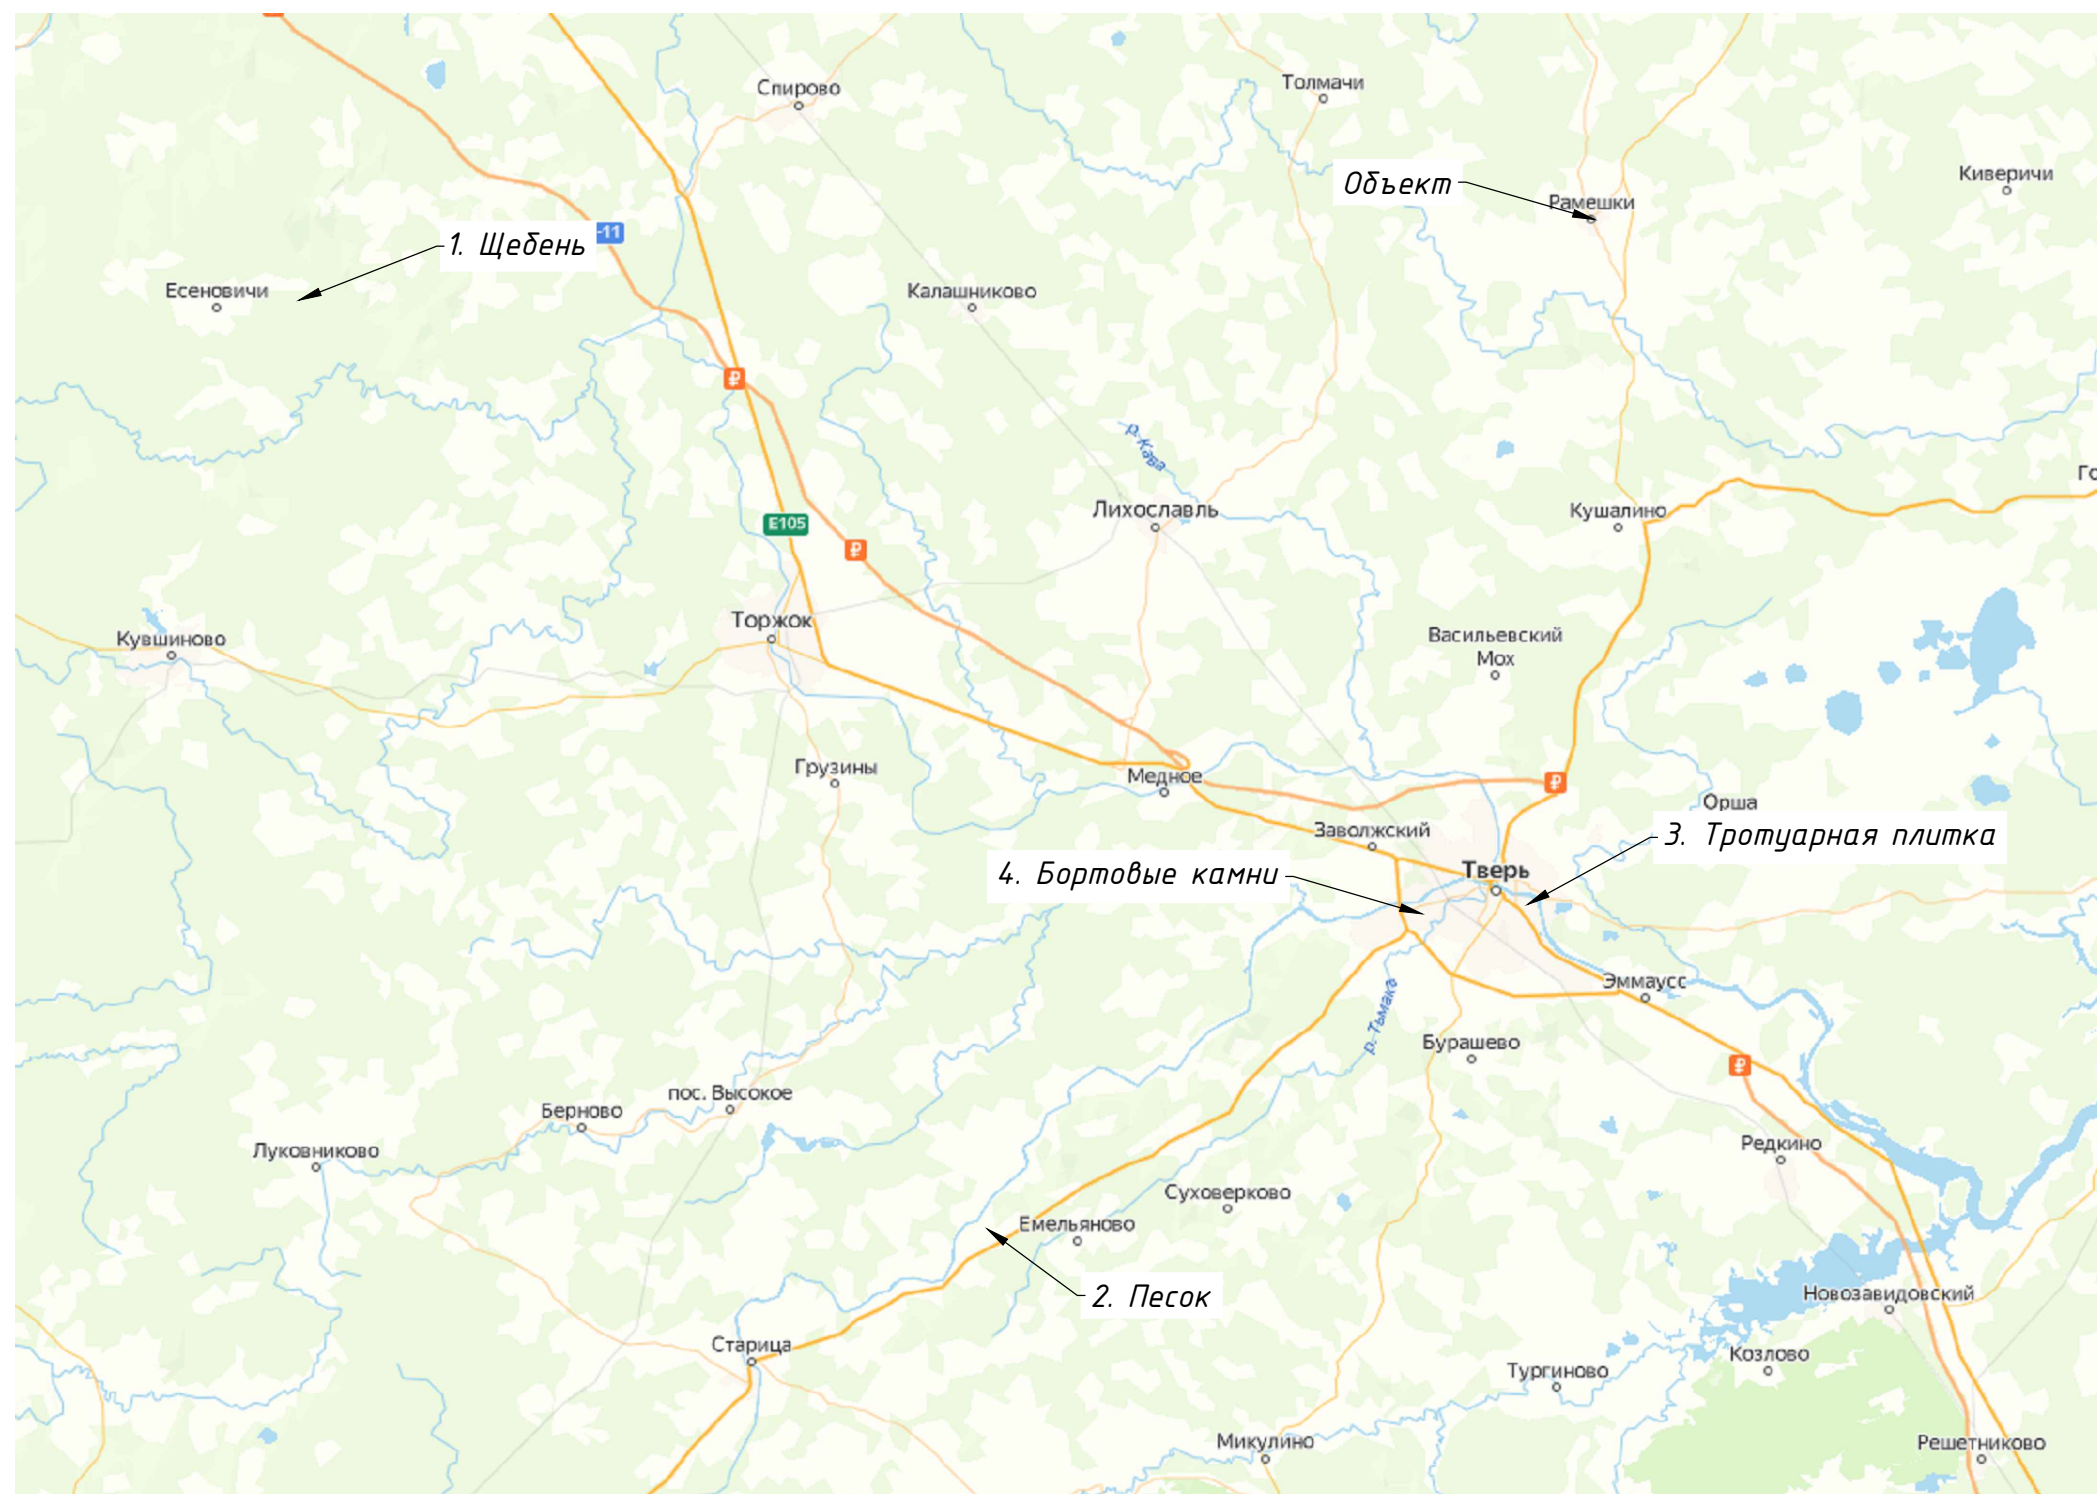 Спирово
Толмачи
Киверичи
Объект
Рамешки
-11
1. Щебень
Есеновичи
Калашниково
р. Кава
Го
Лихославль
Кушалино
E105
Торжок
Кувшиново
Васильевский
Мох
Грузины
Медное
Орша
Заволжский
3. Тротуарная плитка
4. Бортовые камни
Тверь
Эммаусс
р. Тьмака
Бурашево
пос. Высокое
Берново
Луковниково
Редкино
Суховерково
Емельяново
2. Песок
Новозавидовский
Старица
Козлово
Тургиново
Микулино
Решетниково